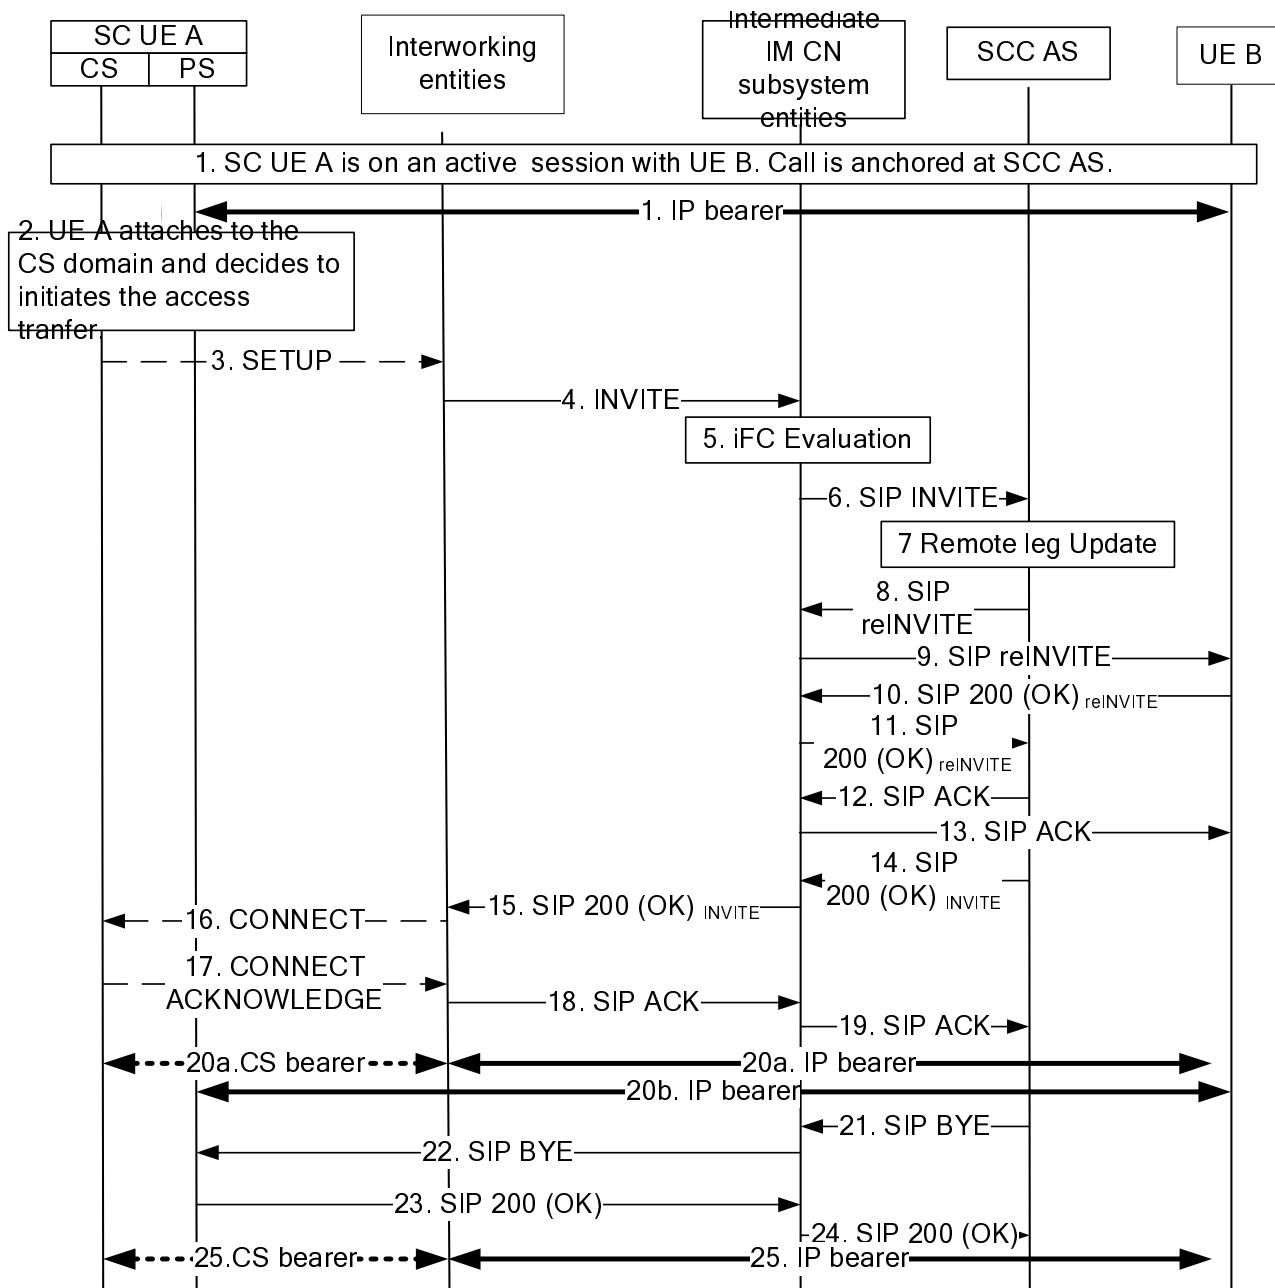 SC UE A
CS
PS
Interworking
entities
Intermediate
IM CN
subsystem
entities
SCC AS
UE B
1. SC UE A is on an active  session with UE B. Call is anchored at SCC AS.
1. IP bearer
2. UE A attaches to the
CS domain and decides to
initiates the access
tranfer.
3. SETUP
4. INVITE
5. iFC Evaluation
6. SIP INVITE
7 Remote leg Update
8. SIP
reINVITE
9. SIP reINVITE
10. SIP 200 (OK) reINVITE
11. SIP
200 (OK) reINVITE
12. SIP ACK
13. SIP ACK
14. SIP
200 (OK) INVITE
15. SIP 200 (OK) INVITE
16. CONNECT
17. CONNECT
ACKNOWLEDGE
18. SIP ACK
19. SIP ACK
20a.CS bearer
20a. IP bearer
20b. IP bearer
21. SIP BYE
22. SIP BYE
23. SIP 200 (OK)
24. SIP 200 (OK)
25.CS bearer
25. IP bearer